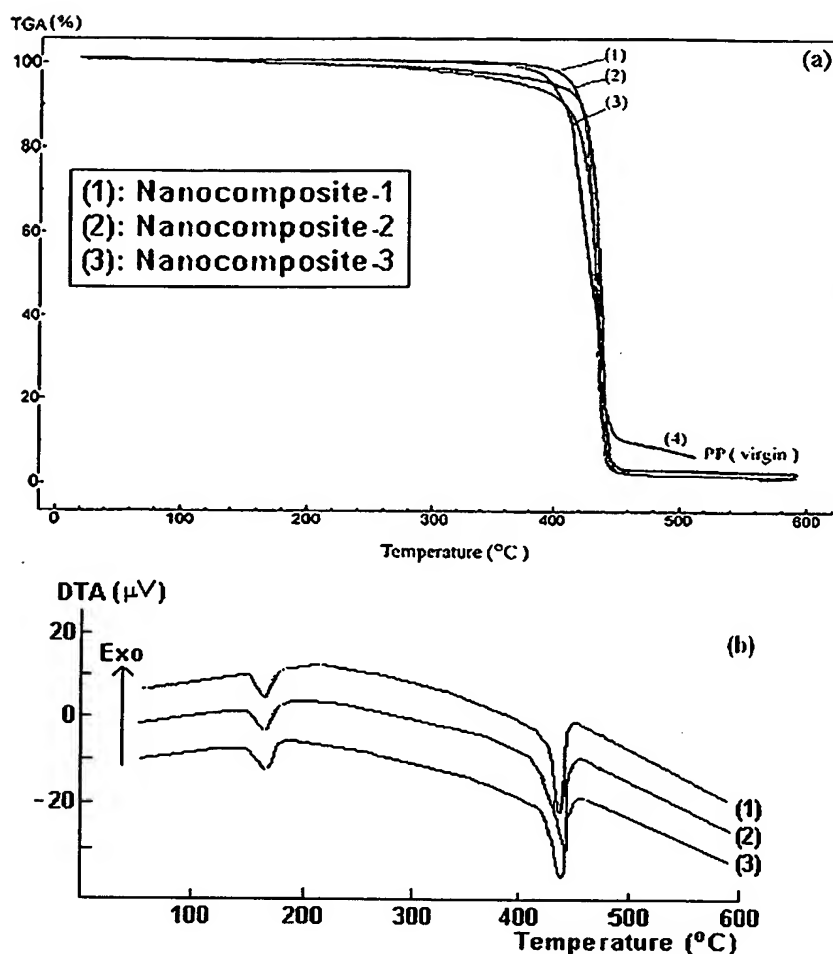 TGA (%)
(a)
100
(1)
(2)
(3)
80
(1): Nanocomposite-1
(2): Nanocomposite-2
(3): Nanocomposite-3
60
40
20
(4)
PP ( virgin )
0
0 100 200 300 400 500 600
Temperature (°C)
DTA (μV)
(b)
20
Exo
0
-20
(1)
(2)
(3)
100 200 300 400 500 600
Temperature (°C)